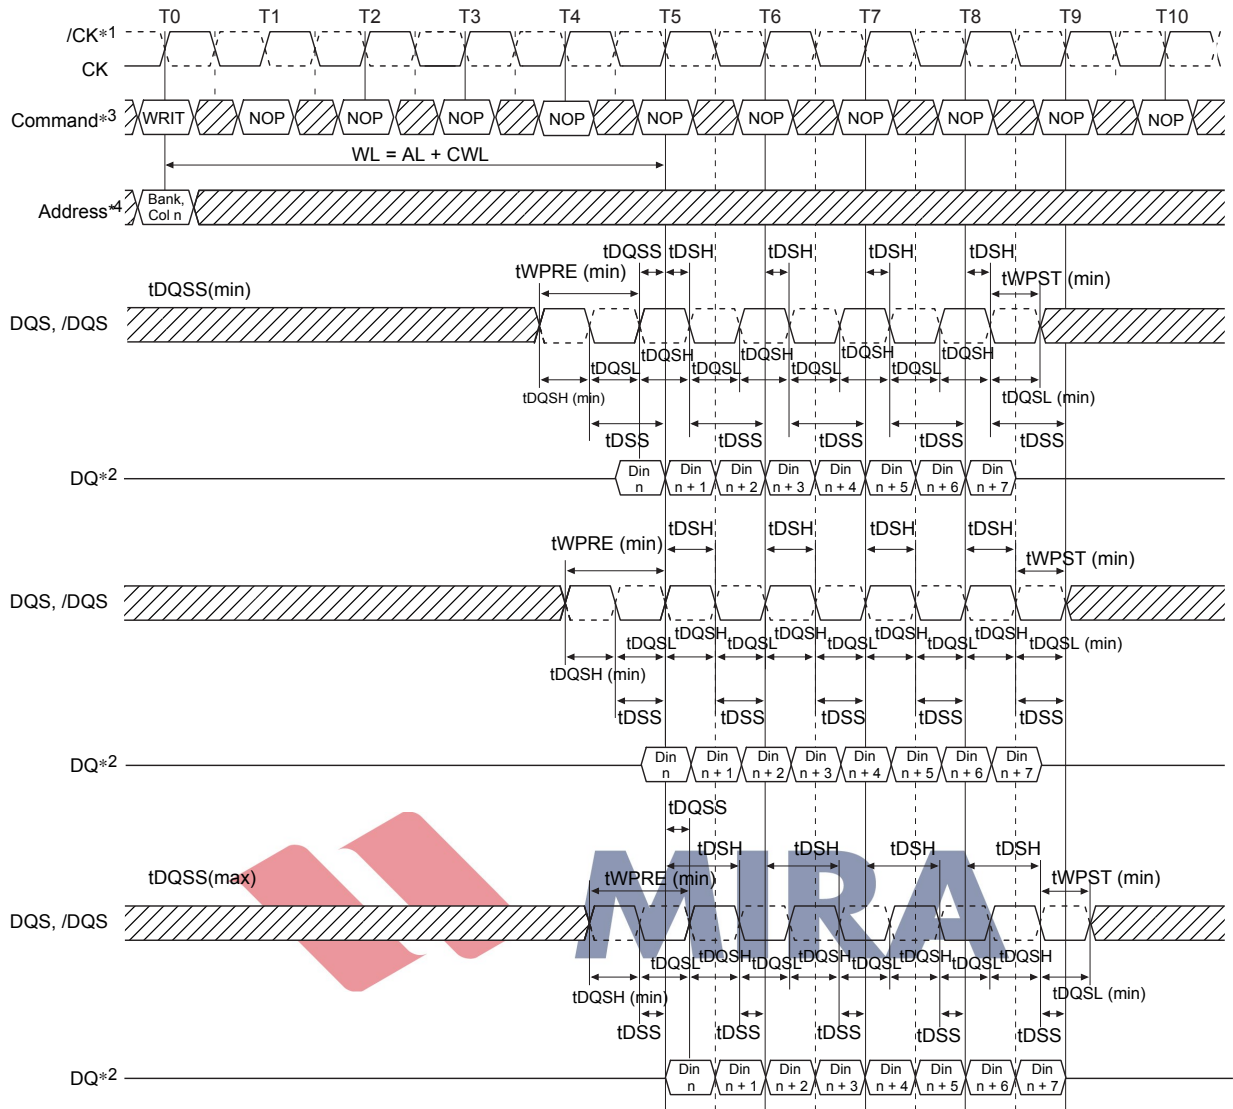 T0 T1 T2 T3 T4 T5 T6 T7 T8 T9 T10
/CK*1
CK
Command*3 WRIT NOP NOP NOP NOP NOP NOP NOP NOP NOP NOP
WL = AL + CWL
Address*4 Bank, Col n
tDQSS tDSH tDSH tDSH tDSH
tWPRE (min) tWPST (min)
tDQSS(min)
DQS, /DQS
tDQSH tDQSH tDQSH tDQSH
tDQSL tDQSL tDQSL tDQSL
tDQSH (min) tDQSL (min)
tDSS tDSS tDSS tDSS tDSS
DQ*2 Din n Din n + 1 Din n + 2 Din n + 3 Din n + 4 Din n + 5 Din n + 6 Din n + 7
tDSH tDSH tDSH tDSH
tWPRE (min) tWPST (min)
DQS, /DQS
tDQSH tDQSH tDQSH tDQSH
tDQSL tDQSL tDQSL tDQSL tDQSL (min)
tDQSH (min)
tDSS tDSS tDSS tDSS tDSS
DQ*2 Din n Din n + 1 Din n + 2 Din n + 3 Din n + 4 Din n + 5 Din n + 6 Din n + 7
tDQSS
tDSH tDSH tDSH tDSH
tDQSS(max) tWPRE (min) tWPST (min)
MIRA
DQS, /DQS
tDQSH tDQSH tDQSH tDQSH
tDQSL tDQSL tDQSL tDQSL
tDQSH (min) tDQSL (min)
tDSS tDSS tDSS tDSS tDSS
DQ*2 Din n Din n + 1 Din n + 2 Din n + 3 Din n + 4 Din n + 5 Din n + 6 Din n + 7